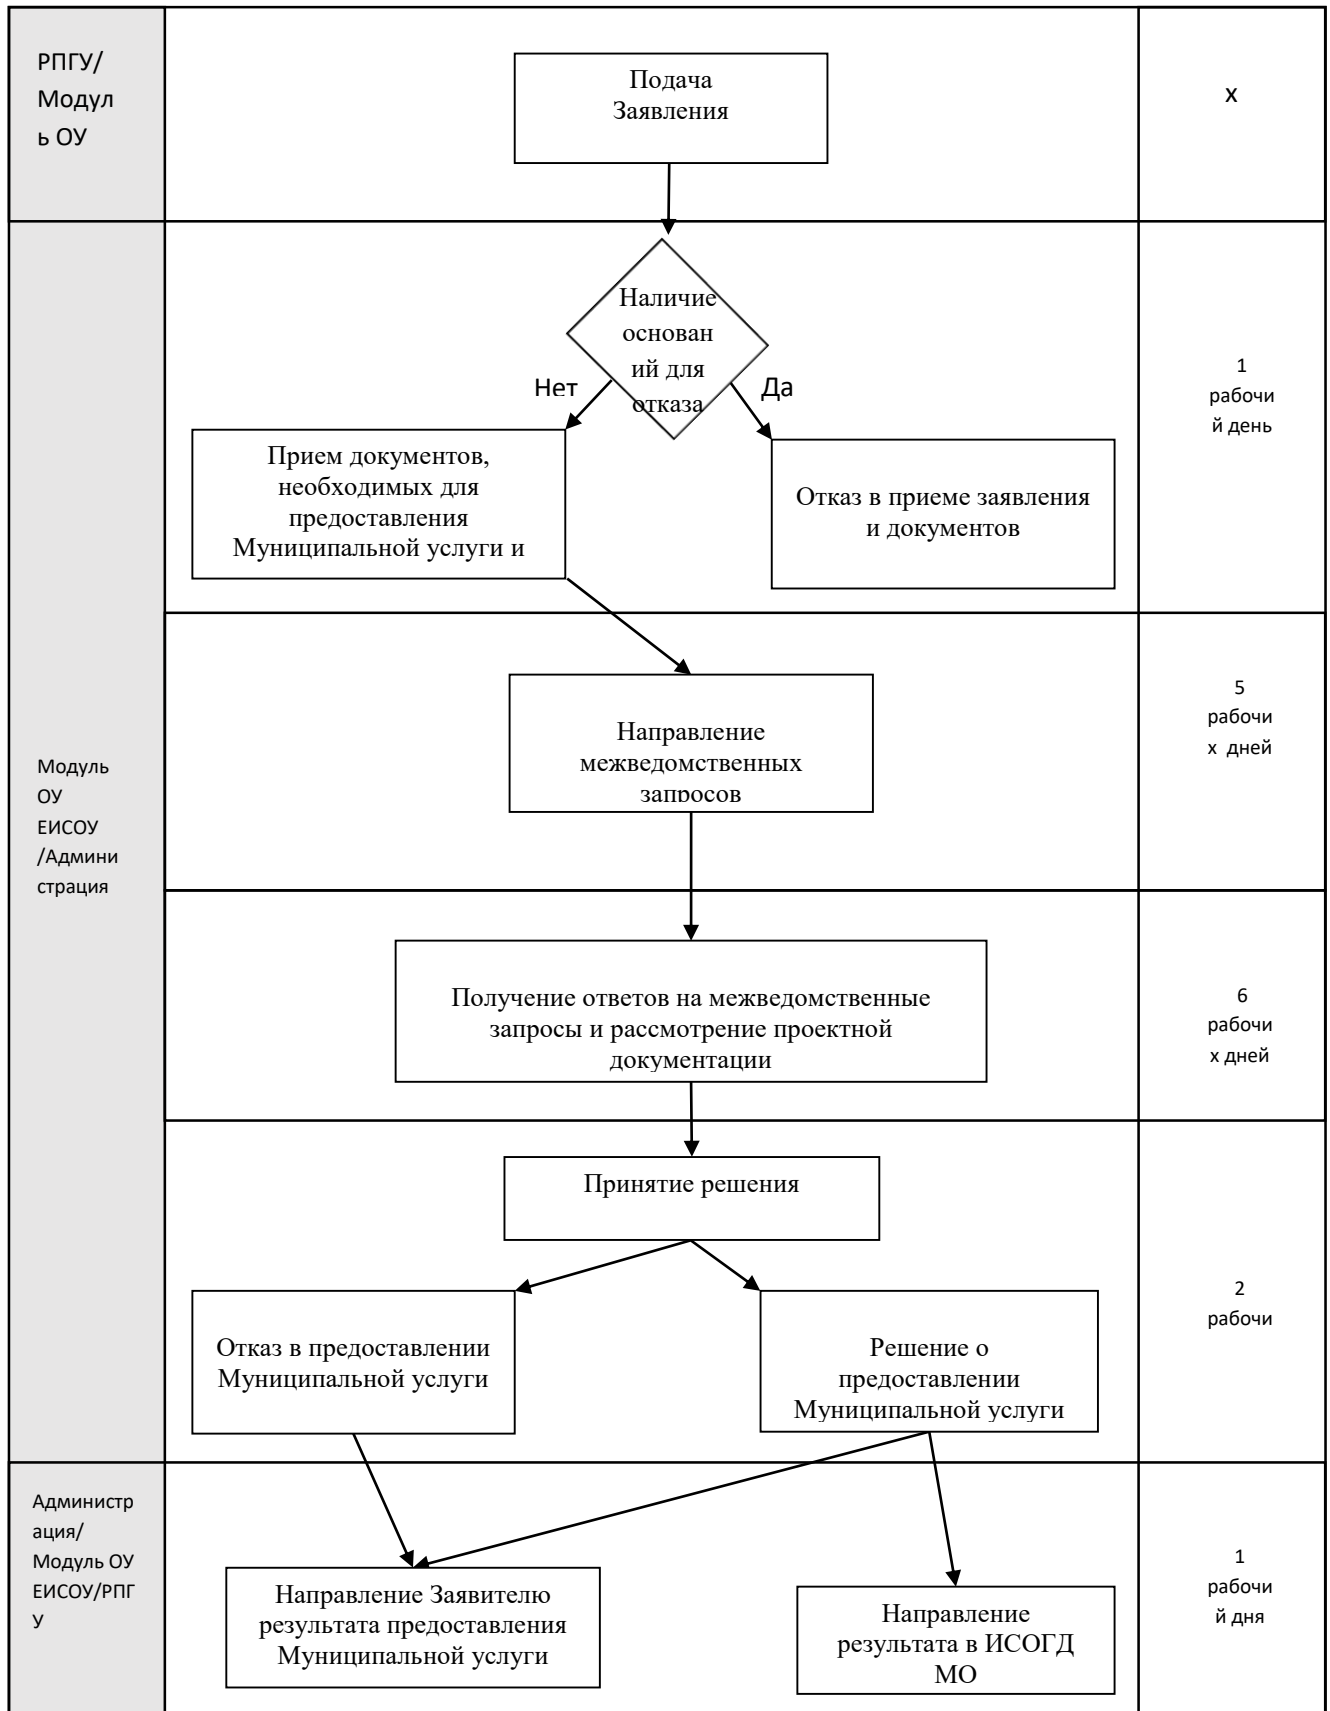 РПГУ/
Модул
ь ОУ
Подача
Заявления
х
Наличие
основан
ий для
отказа
Нет
Да
Прием документов,
необходимых для
предоставления
Муниципальной услуги и
Отказ в приеме заявления
и документов
1
рабочи
й день
Модуль
ОУ
ЕИСОУ
/Админи
страция
Направление
межведомственных
запросов
5
рабочи
х дней
Получение ответов на межведомственные
запросы и рассмотрение проектной
документации
6
рабочи
х дней
Принятие решения
Отказ в предоставлении
Муниципальной услуги
Решение о
предоставлении
Муниципальной услуги
2
рабочи
Администр
ация/
Модуль ОУ
ЕИСОУ/РПГ
У
Направление Заявителю
результата предоставления
Муниципальной услуги
Направление
результата в ИСОГД
МО
1
рабочи
й дня